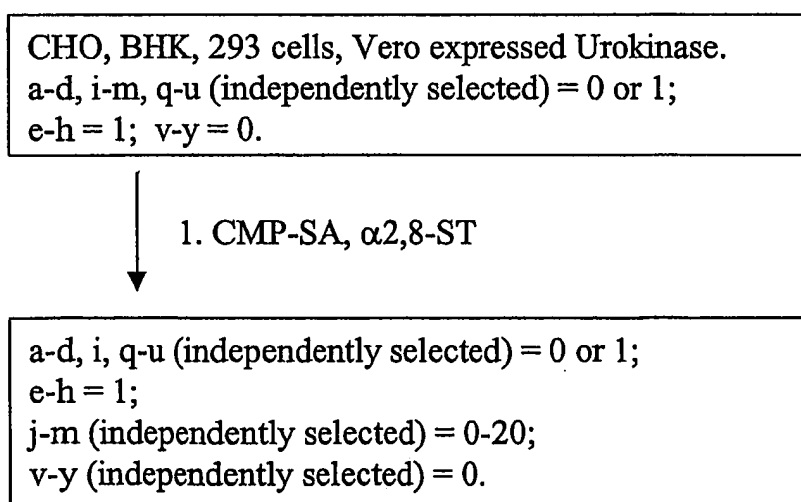 CHO, BHK, 293 cells, Vero expressed Urokinase.
a-d, i-m, q-u (independently selected) = 0 or 1;
e-h = 1; v-y = 0.
1. CMP-SA, α2,8-ST
a-d, i, q-u (independently selected) = 0 or 1;
e-h = 1;
j-m (independently selected) = 0-20;
v-y (independently selected) = 0.